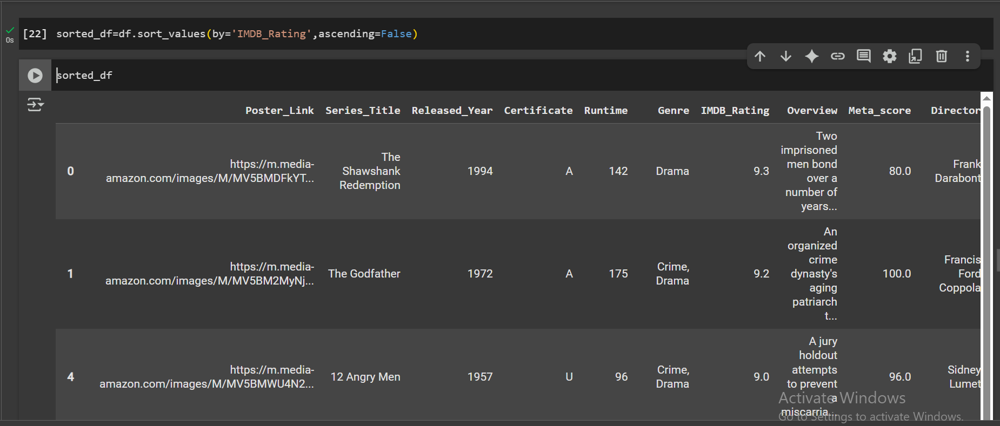 [22] sorted_df=df.sort_values(by='IMDB_Rating',ascending=False)
0s
sorted_df
Poster_Link Series_Title Released_Year Certificate Runtime Genre IMDB_Rating Overview Meta_score Director
0 https://m.media-amazon.com/images/M/MV5BMDFkYT... The Shawshank Redemption 1994 A 142 Drama 9.3 Two imprisoned men bond over a number of years... 80.0 Frank Darabont
1 https://m.media-amazon.com/images/M/MV5BM2MyNj... The Godfather 1972 A 175 Crime, Drama 9.2 An organized crime dynasty's aging patriarch t... 100.0 Francis Ford Coppola
4 https://m.media-amazon.com/images/M/MV5BMWU4N2... 12 Angry Men 1957 U 96 Crime, Drama 9.0 A jury holdout attempts to prevent a miscarria... 96.0 Sidney Lumet
Activate Windows
Go to Settings to activate Windows.